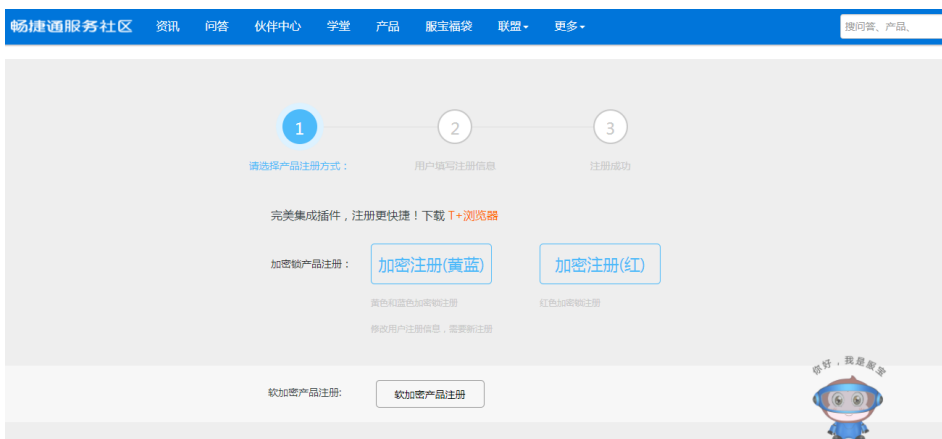 畅捷通服务社区 资讯 问答 伙伴中心 学堂 产品 服宝福袋 联盟 更多 搜问答、产品、
1 2 3
请选择产品注册方式： 用户填写注册信息 注册成功
完美集成插件，注册更快捷！下载 T+浏览器
加密锁产品注册： 加密注册(黄蓝) 加密注册(红)
黄色和蓝色加密锁注册 红色加密锁注册
修改用户注册信息，需要新注册
你好，我是服宝
软加密产品注册: 软加密产品注册